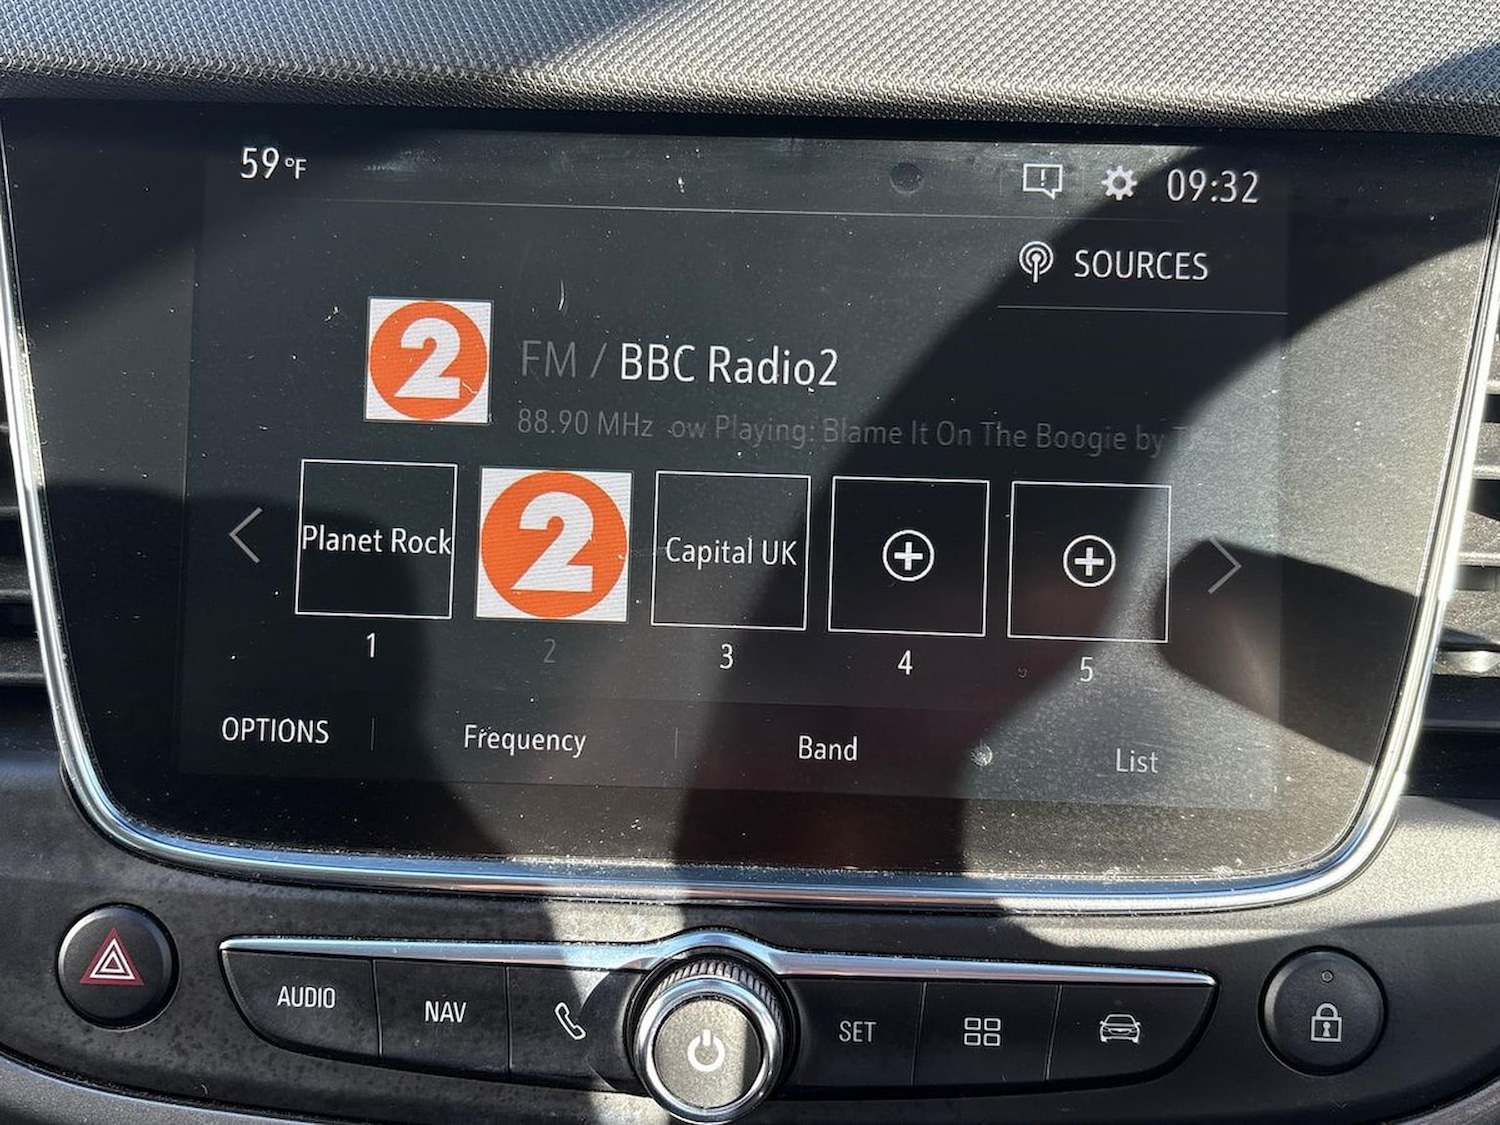 59 °F
09:32
SOURCES
2
FM / BBC Radio2
88.90 MHz ow Playing: Blame It On The Boogie by
Planet Rock
2
Capital UK
1
2
3
4
5
OPTIONS
Frequency
Band
List
AUDIO
NAV
SET